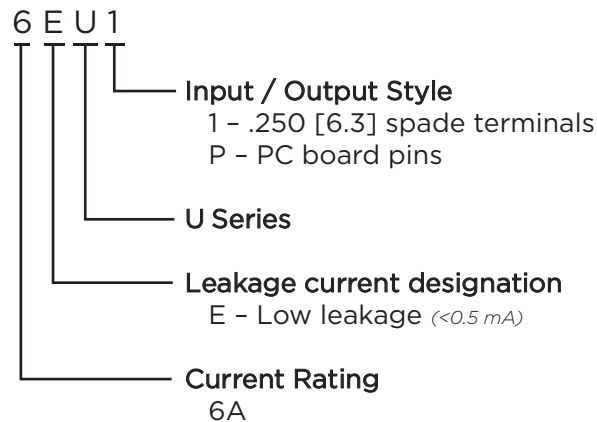 6 E U 1
Input / Output Style
1 – .250 [6.3] spade terminals
P – PC board pins
U Series
Leakage current designation
E – Low leakage (<0.5 mA)
Current Rating
6A